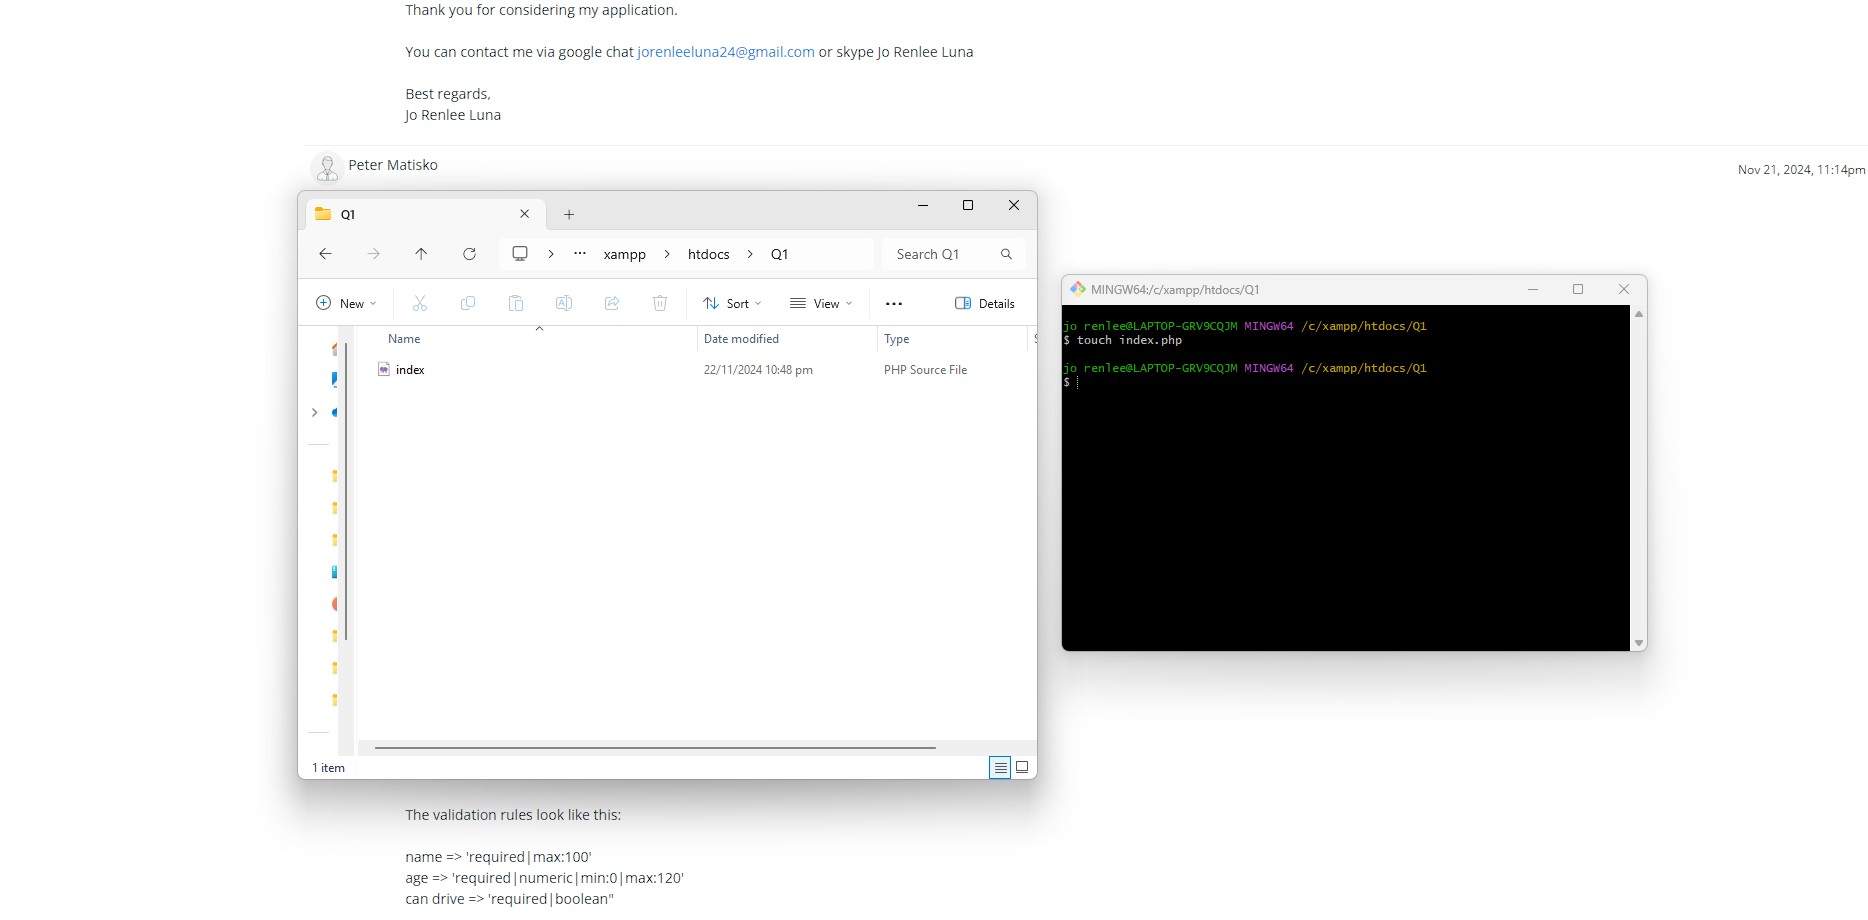 Thank you for considering my application.
You can contact me via google chat jorenleeluna24@gmail.com or skype Jo Renlee Luna
Best regards,
Jo Renlee Luna
Peter Matisko
Nov 21, 2024, 11:14pm
Q1
xampp > htdocs > Q1
Search Q1
New
Sort
View
Details
Name
Date modified
Type
index
22/11/2024 10:48 pm
PHP Source File
1 item
MINGW64:/c/xampp/htdocs/Q1
jo renlee@LAPTOP-GRV9CQJM MINGW64 /c/xampp/htdocs/Q1
$ touch index.php
jo renlee@LAPTOP-GRV9CQJM MINGW64 /c/xampp/htdocs/Q1
$
The validation rules look like this:
name => 'required|max:100'
age => 'required|numeric|min:0|max:120'
can drive => 'required|boolean"